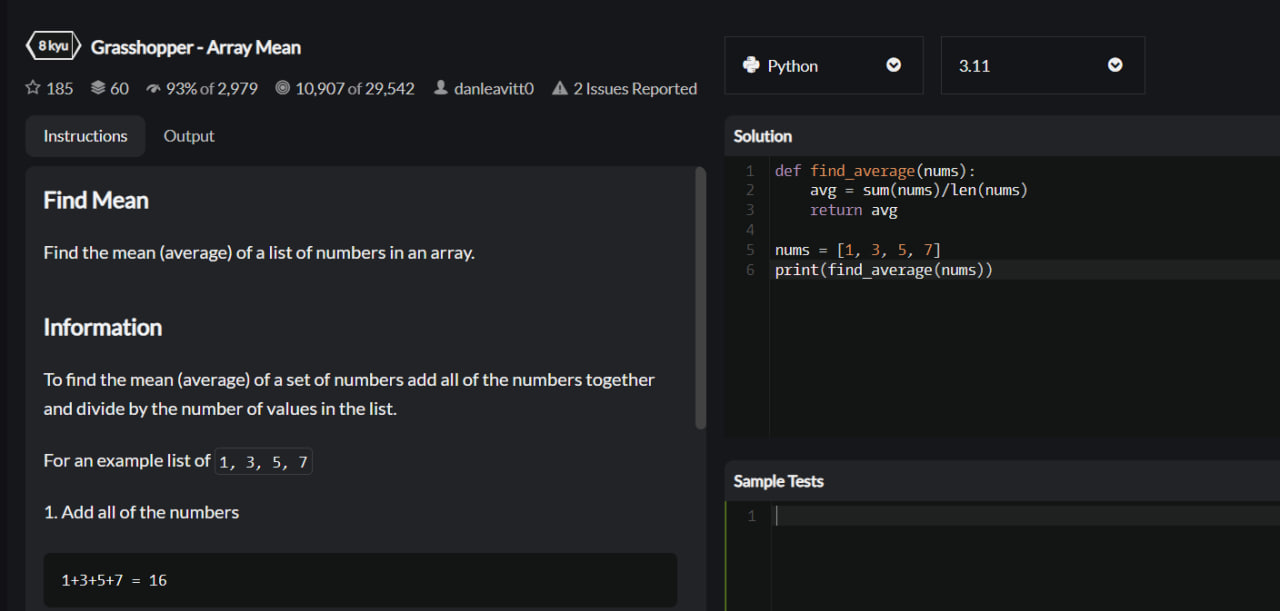 8 kyu Grasshopper - Array Mean
185 60 93% of 2,979 10,907 of 29,542 danleavitt0 2 Issues Reported
Instructions Output
Find Mean
Find the mean (average) of a list of numbers in an array.
Information
To find the mean (average) of a set of numbers add all of the numbers together
and divide by the number of values in the list.
For an example list of 1, 3, 5, 7
1. Add all of the numbers
1+3+5+7 = 16
Python 3.11
Solution
1 def find_average(nums):
2     avg = sum(nums)/len(nums)
3     return avg
4
5 nums = [1, 3, 5, 7]
6 print(find_average(nums))
Sample Tests
1